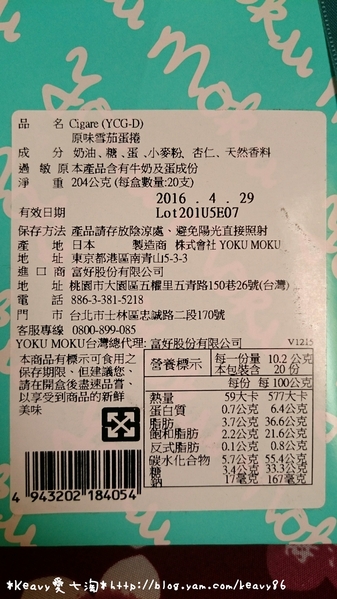 品　名 Cigare (YCG-D)
原味雪茄蛋捲
成　分 奶油、糖、蛋、小麥粉、杏仁、天然香料
過 敏 原 本產品含有牛奶及蛋成份
淨　重 204公克 (每盒數量:20支)
2016 . 4 . 29
有效日期 Lot201U5E07
保存方法 產品請存放陰涼處、避免陽光直接照射
產　地 日本 製造商 株式會社 YOKU MOKU
地　址 東京都港區南青山5-3-3
進 口 商 富好股份有限公司
地　址 桃園市大園區五權里五青路150巷26號(台灣)
電　話 886-3-381-5218
門　市 台北市士林區忠誠路二段170號
客服專線 0800-899-085
YOKU MOKU台灣總代理: 富好股份有限公司 V1215
本商品有標示可食用之
保存期限、但建議您、
請在開盒後盡速品嘗、
以享受到商品的新鮮
美味
營養標示
每一份量 10.2 公克
本包裝含 20 份
每份 每 100公克
熱量 59大卡 577大卡
蛋白質 0.7公克 6.4公克
脂肪 3.7公克 36.6公克
飽和脂肪 2.2公克 21.6公克
反式脂肪 0.1公克 0.8公克
碳水化合物 5.7公克 55.4公克
糖 3.4公克 33.3公克
鈉 17毫克 167毫克
4 943202 184054
Moku
*Keavy愛七淘*http://blog.yam.com/keavy86